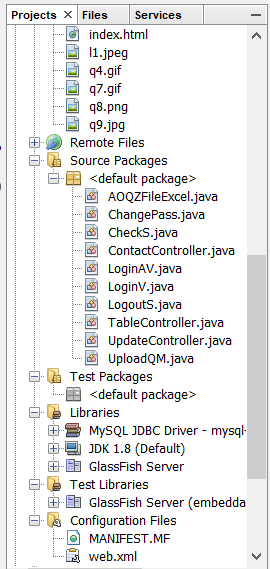 Projects Files Services
index.html
l1.jpeg
q4.gif
q7.gif
q8.png
q9.jpg
Remote Files
Source Packages
<default package>
AOQZFileExcel.java
ChangePass.java
CheckS.java
ContactController.java
LoginAV.java
LoginV.java
LogoutS.java
TableController.java
UpdateController.java
UploadQM.java
Test Packages
<default package>
Libraries
MySQL JDBC Driver - mysql-
JDK 1.8 (Default)
GlassFish Server
Test Libraries
GlassFish Server (embedda
Configuration Files
MANIFEST.MF
web.xml